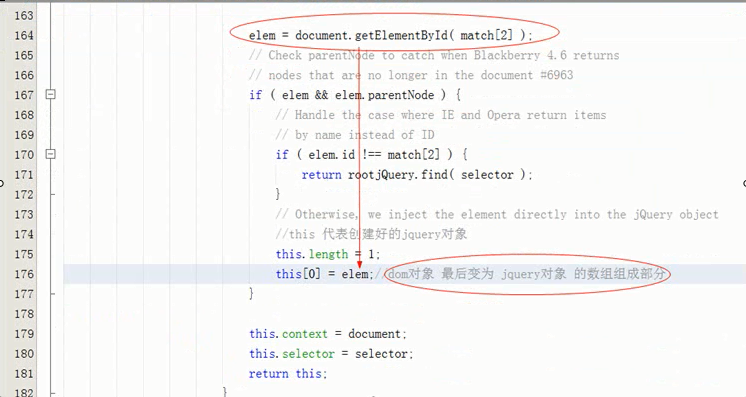 163
164 elem = document.getElementById( match[2] );
165 // Check parentNode to catch when Blackberry 4.6 returns
166 // nodes that are no longer in the document #6963
167 if ( elem && elem.parentNode ) {
168 // Handle the case where IE and Opera return items
169 // by name instead of ID
170 if ( elem.id !== match[2] ) {
171 return rootjQuery.find( selector );
172 }
173 // Otherwise, we inject the element directly into the jQuery object
174 //this 代表创建好的jquery对象
175 this.length = 1;
176 this[0] = elem;//dom对象 最后变为 jquery对象 的数组组成部分
177 }
178
179 this.context = document;
180 this.selector = selector;
181 return this;
182 }